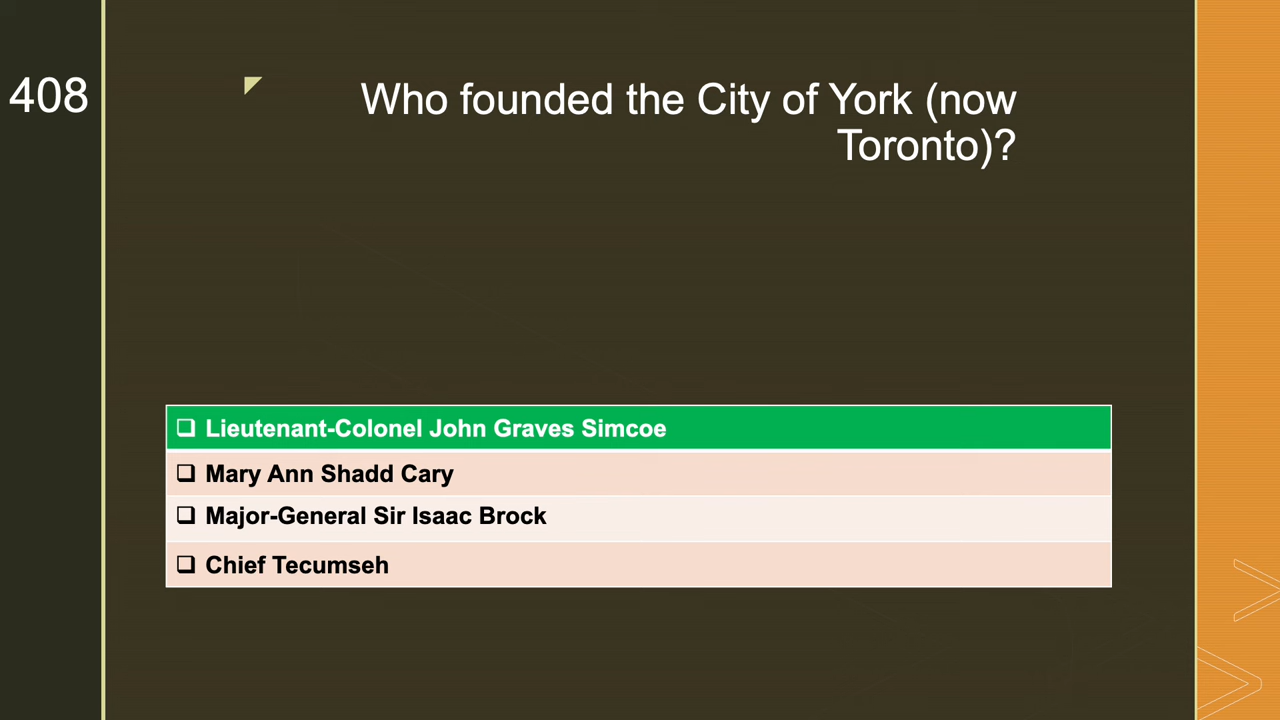 408
Who founded the City of York (now
Toronto)?
❑ Lieutenant-Colonel John Graves Simcoe
❑ Mary Ann Shadd Cary
❑ Major-General Sir Isaac Brock
❑ Chief Tecumseh